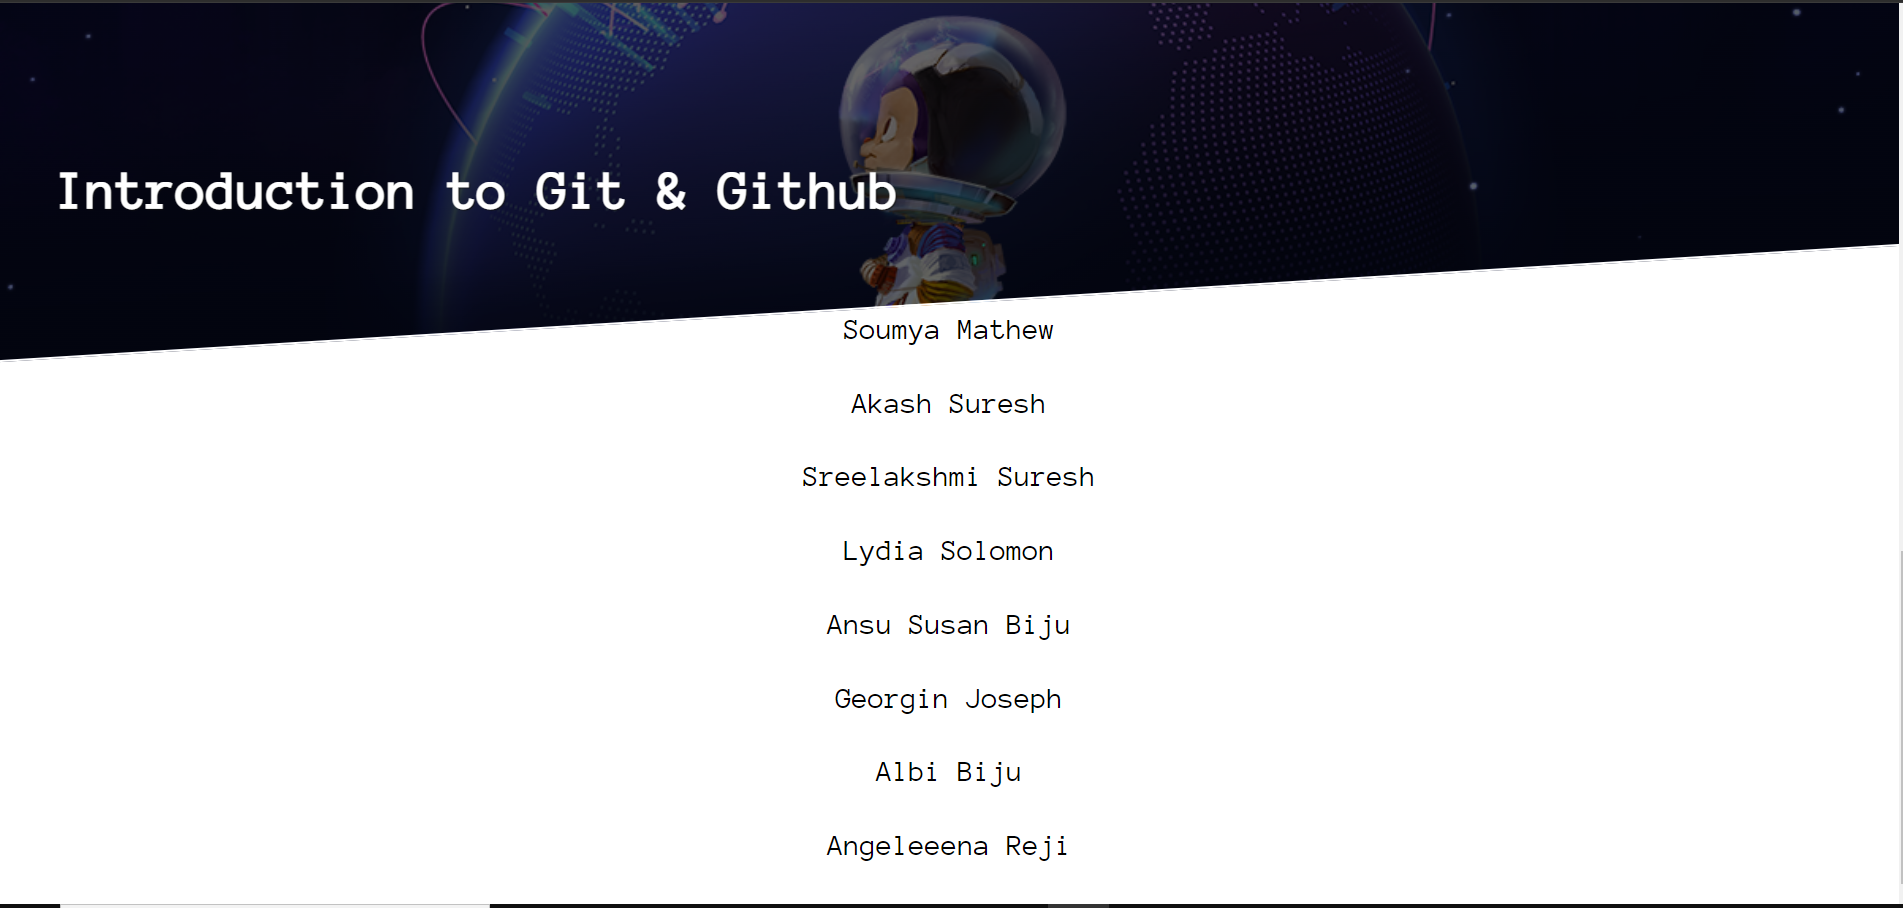 Introduction to Git & Github
Soumya Mathew
Akash Suresh
Sreelakshmi Suresh
Lydia Solomon
Ansu Susan Biju
Georgin Joseph
Albi Biju
Angeleeena Reji